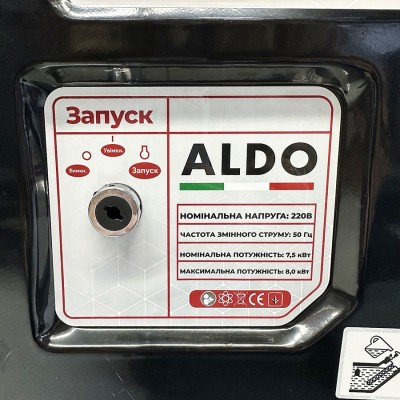 Запуск
Увімкн.
Вимкн.
Запуск
ALDO
НОМІНАЛЬНА НАПРУГА: 220В
ЧАСТОТА ЗМІННОГО СТРУМУ: 50 Гц
НОМІНАЛЬНА ПОТУЖНІСТЬ: 7,5 кВт
МАКСИМАЛЬНА ПОТУЖНІСТЬ: 8,0 кВт
CE